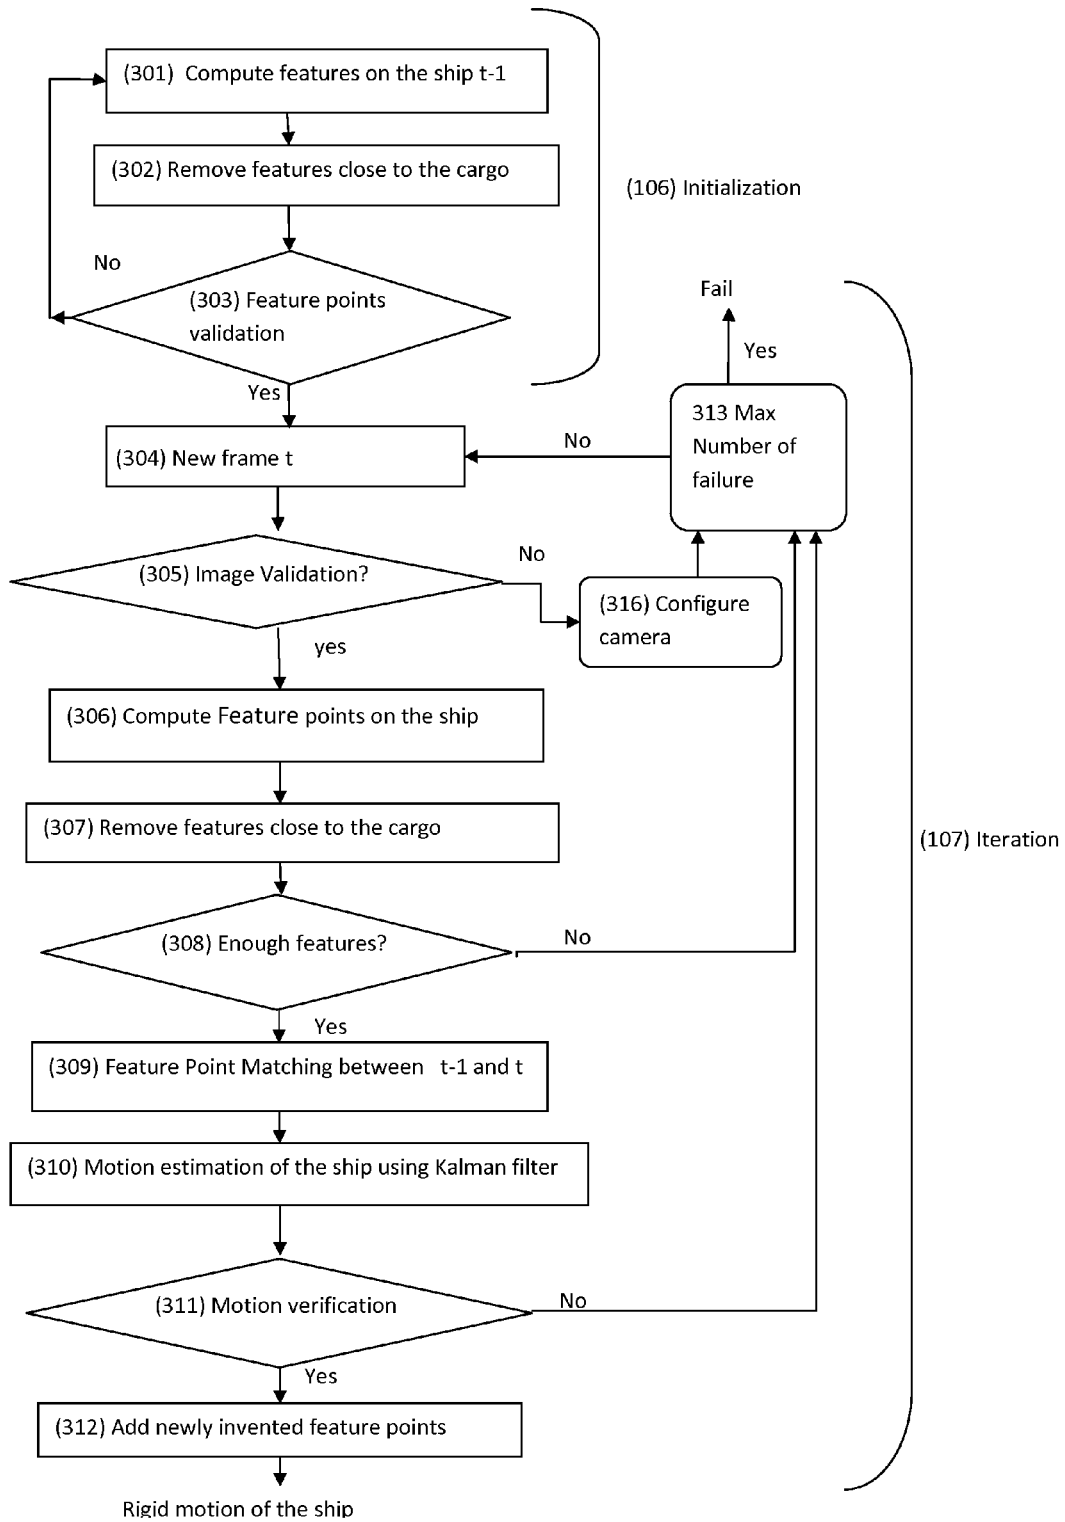 (301)  Compute features on the ship t-1
(302) Remove features close to the cargo
(106) Initialization
No
(303) Feature points
validation
Fail
Yes
Yes
313 Max
Number of
failure
No
(304) New frame t
No
(305) Image Validation?
(316) Configure
camera
yes
(306) Compute Feature points on the ship
(307) Remove features close to the cargo
(107) Iteration
(308) Enough features?
No
Yes
(309) Feature Point Matching between   t-1 and t
(310) Motion estimation of the ship using Kalman filter
(311) Motion verification
No
Yes
(312) Add newly invented feature points
Rigid motion of the ship